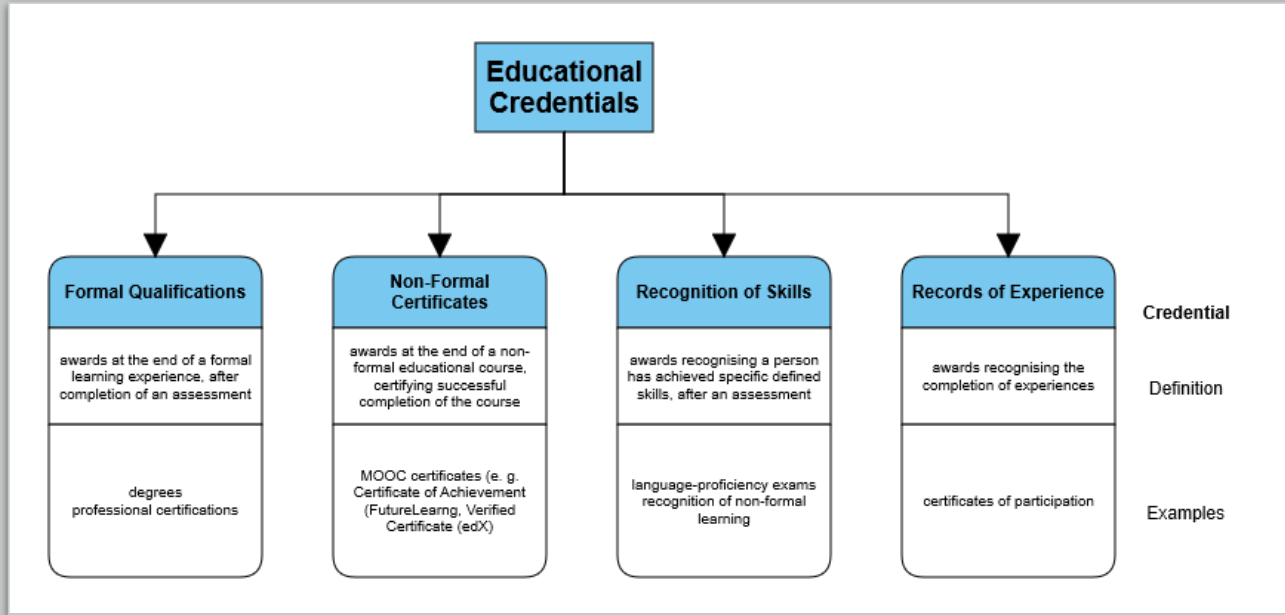 Educational
Credentials
Formal Qualifications
awards at the end of a formal
learning experience, after
completion of an assessment
degrees
professional certifications
Non-Formal
Certificates
awards at the end of a non-
formal educational course,
certifying successful
completion of the course
MOOC certificates (e. g.
Certificate of Achievement
(FutureLearng, Verified
Certificate (edX)
Recognition of Skills
awards recognising a person
has achieved specific defined
skills, after an assessment
language-proficiency exams
recognition of non-formal
learning
Records of Experience
awards recognising the
completion of experiences
certificates of participation
Credential
Definition
Examples